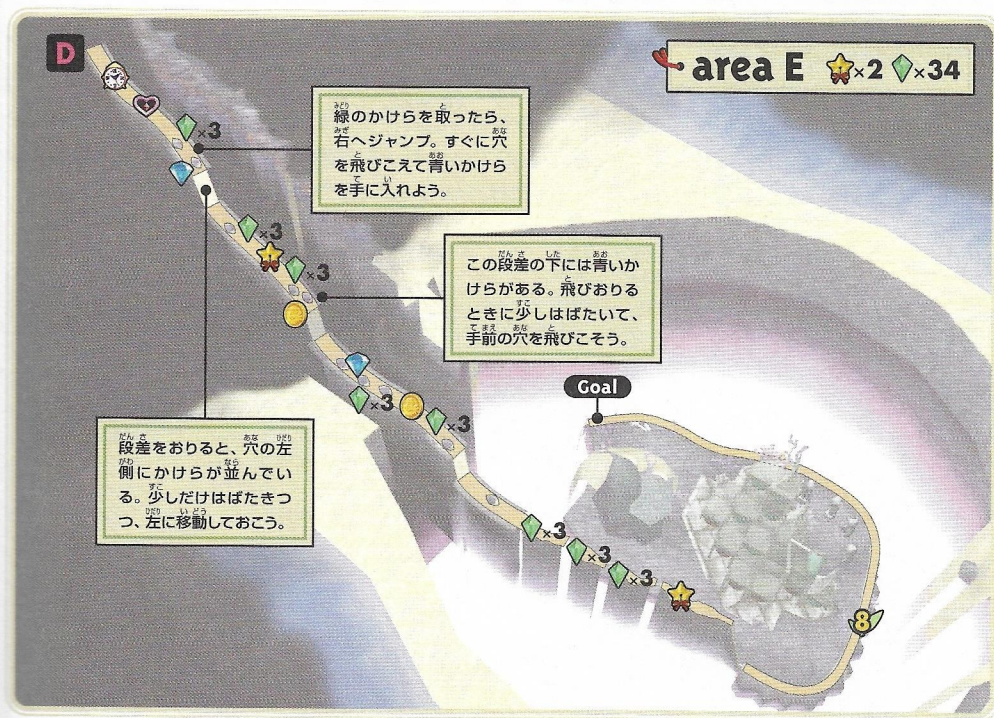 D
area E ×2 ×34
×3
緑のかけらを取ったら、
右へジャンプ。すぐに穴
を飛びこえて青いかけら
を手に入れよう。
×3
×3
この段差の下には青いか
けらがある。飛びおりる
ときに少しはばたいて、
手前の穴を飛びこそう。
×3
×3
Goal
段差をおりると、穴の左
側にかけらが並んでい
る。少しだけはばたきつ
つ、左に移動しておこう。
×3
×3
×3
8